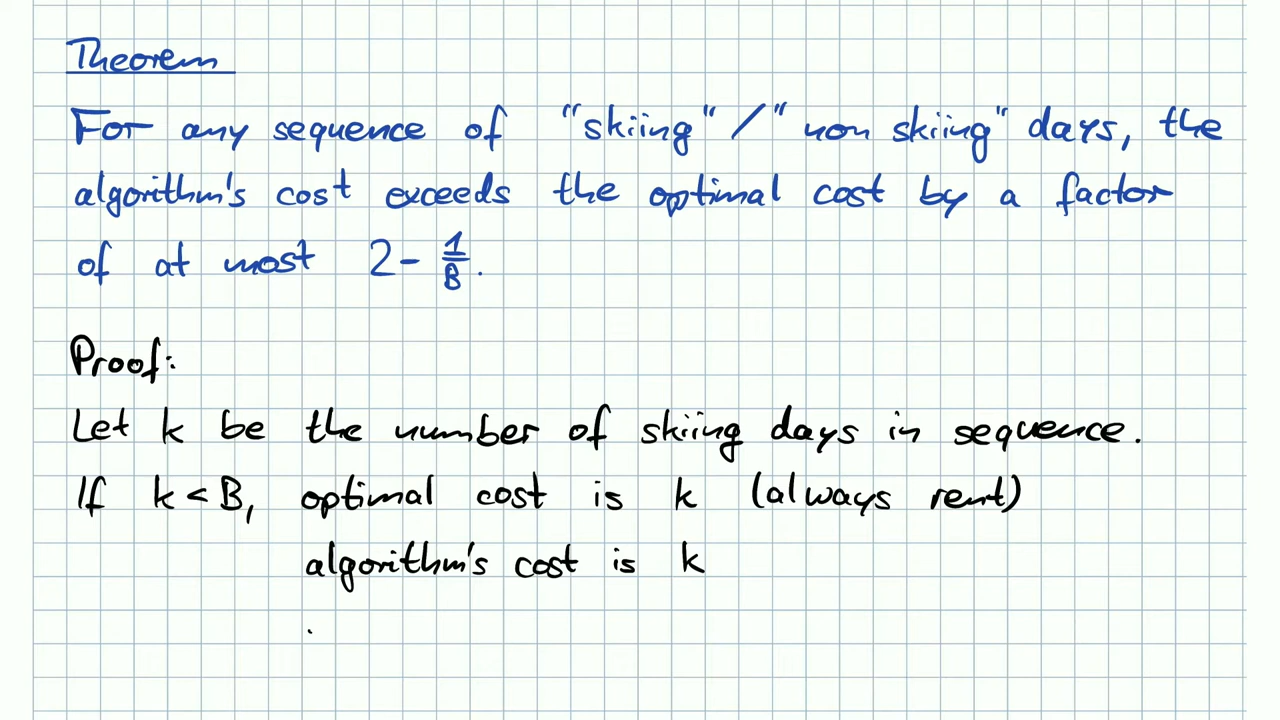 Theorem
For any sequence of "skiing" / "non skiing" days, the
algorithm's cost exceeds the optimal cost by a factor
of at most 2 - 1/B.
Proof:
Let k be the number of skiing days in sequence.
If k < B, optimal cost is k (always rent)
algorithm's cost is k